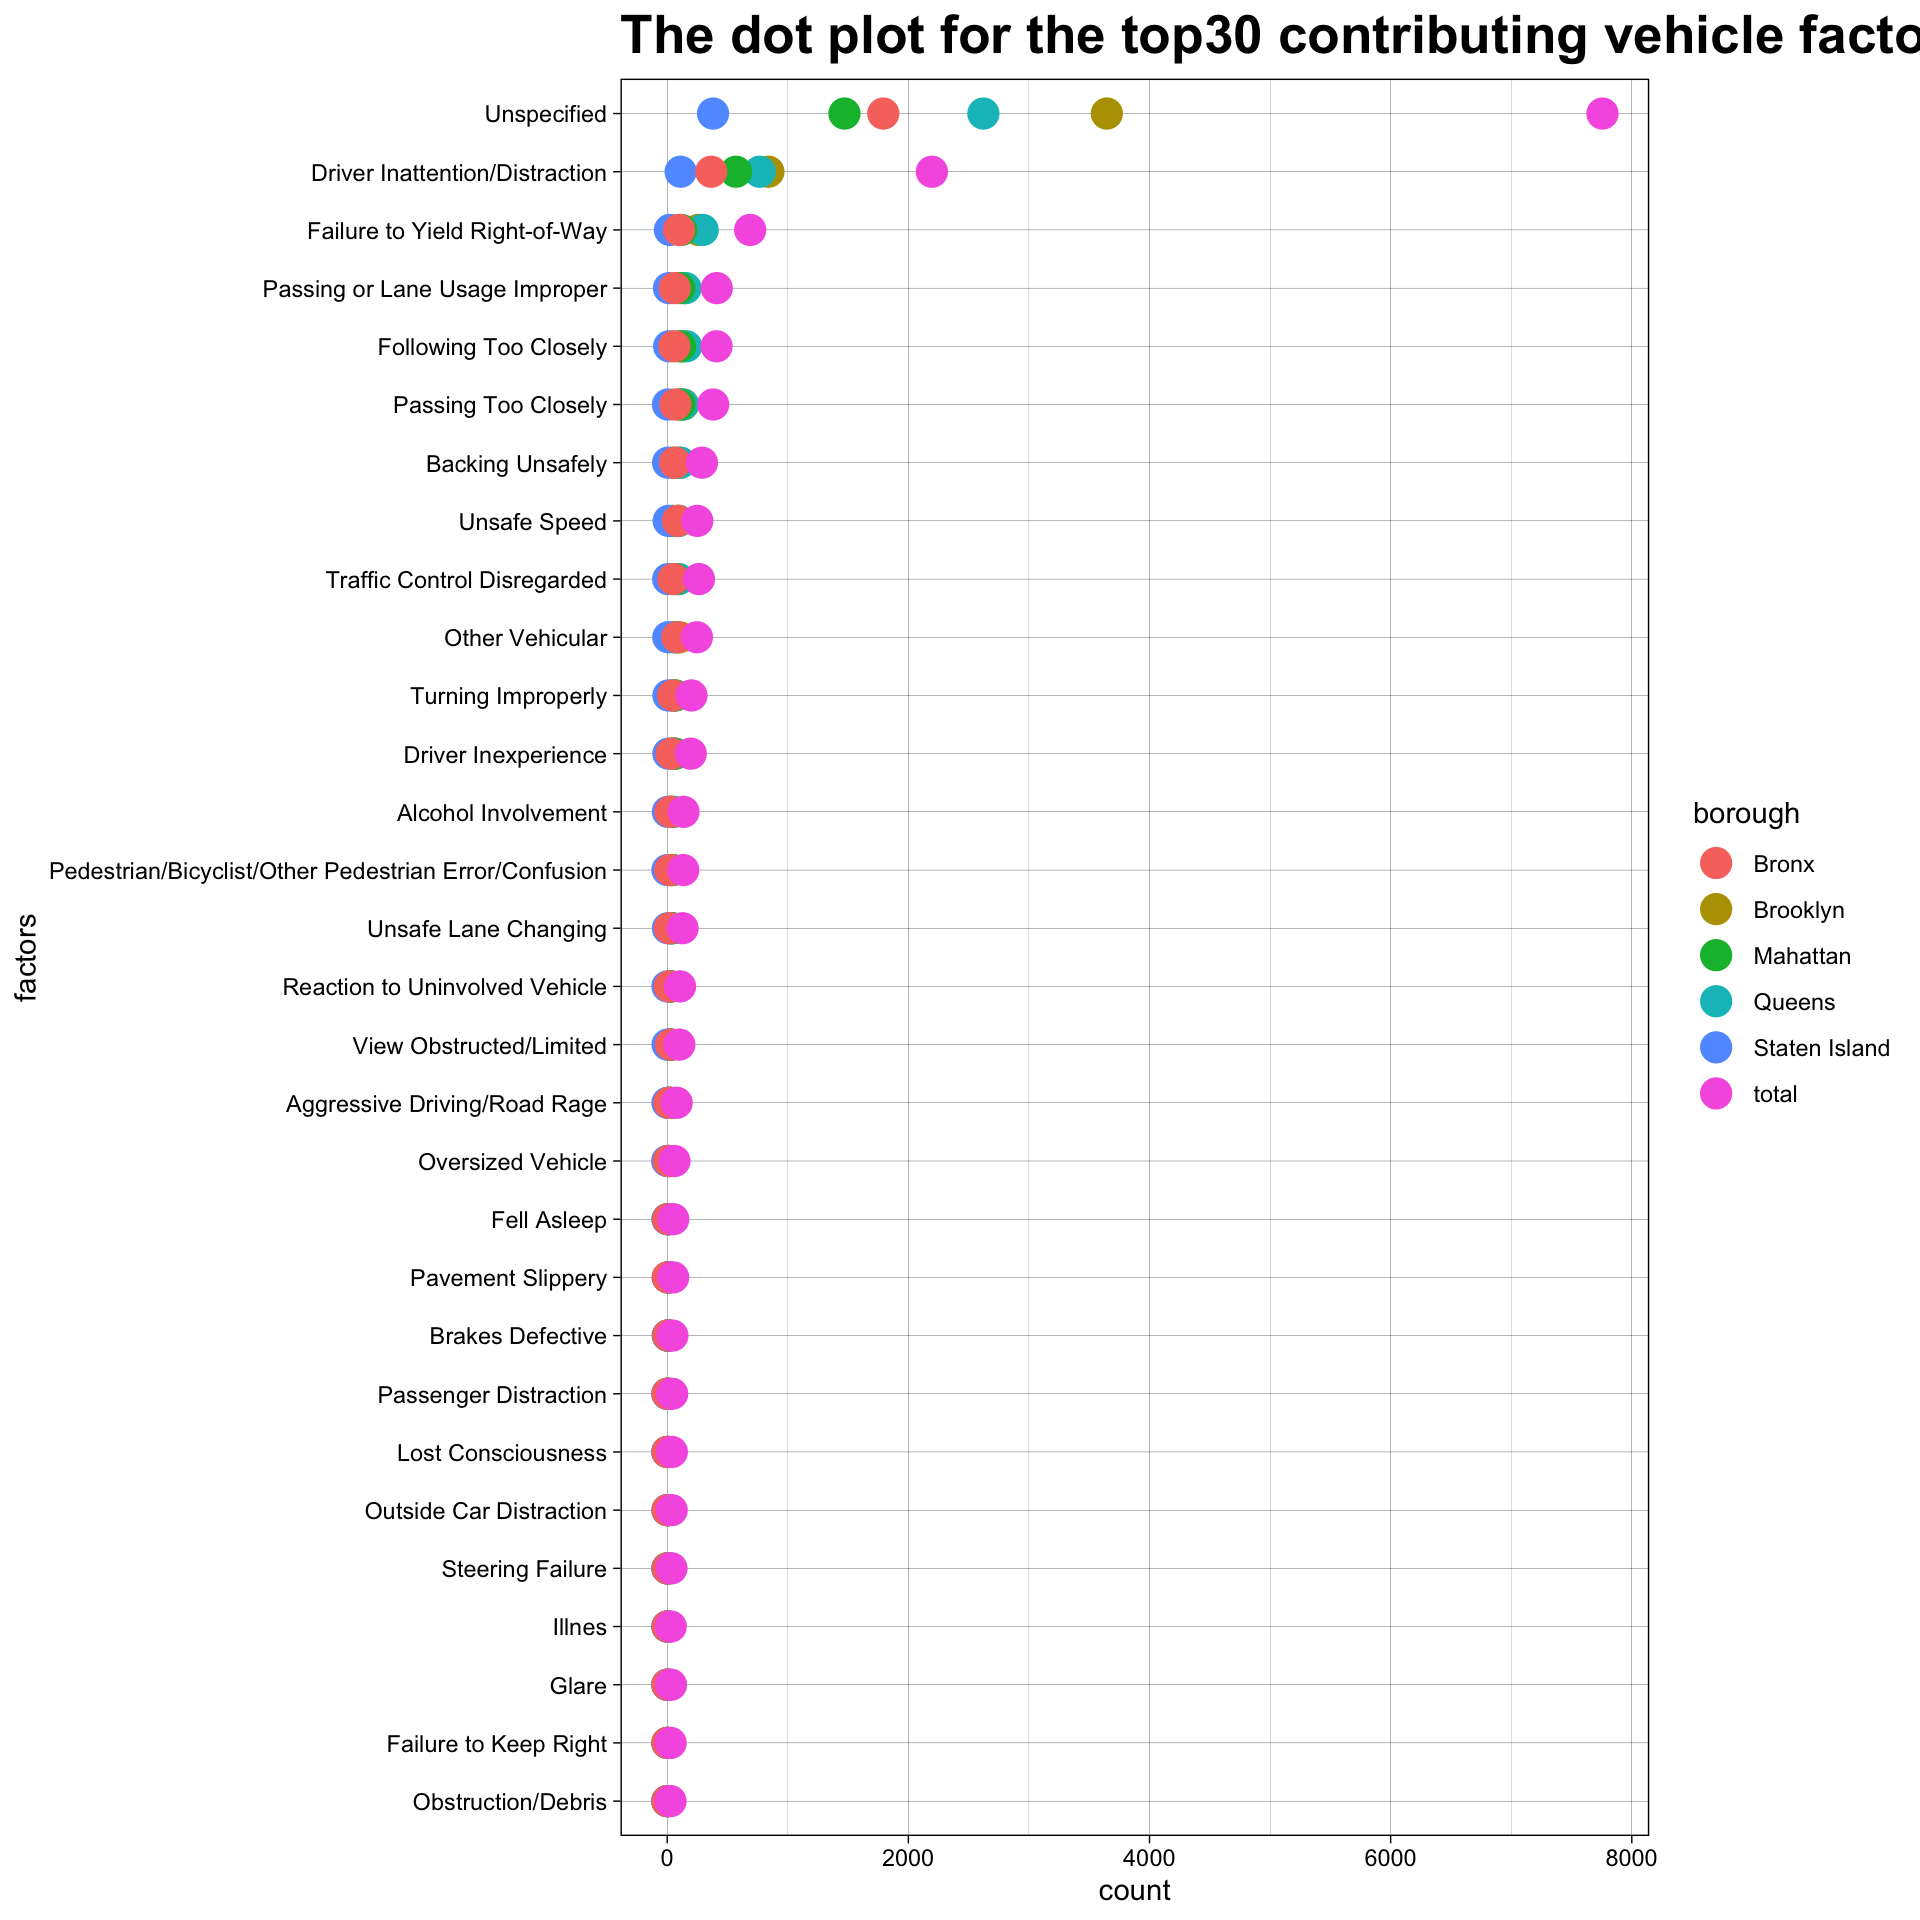 The dot plot for the top30 contributing vehicle facto
Unspecified
Driver Inattention/Distraction
Failure to Yield Right-of-Way
Passing or Lane Usage Improper
Following Too Closely
Passing Too Closely
Backing Unsafely
Unsafe Speed
Traffic Control Disregarded
Other Vehicular
Turning Improperly
Driver Inexperience
Alcohol Involvement
Pedestrian/Bicyclist/Other Pedestrian Error/Confusion
Unsafe Lane Changing
Reaction to Uninvolved Vehicle
View Obstructed/Limited
Aggressive Driving/Road Rage
Oversized Vehicle
Fell Asleep
Pavement Slippery
Brakes Defective
Passenger Distraction
Lost Consciousness
Outside Car Distraction
Steering Failure
Illnes
Glare
Failure to Keep Right
Obstruction/Debris
factors
0 2000 4000 6000 8000
count
borough
Bronx
Brooklyn
Mahattan
Queens
Staten Island
total